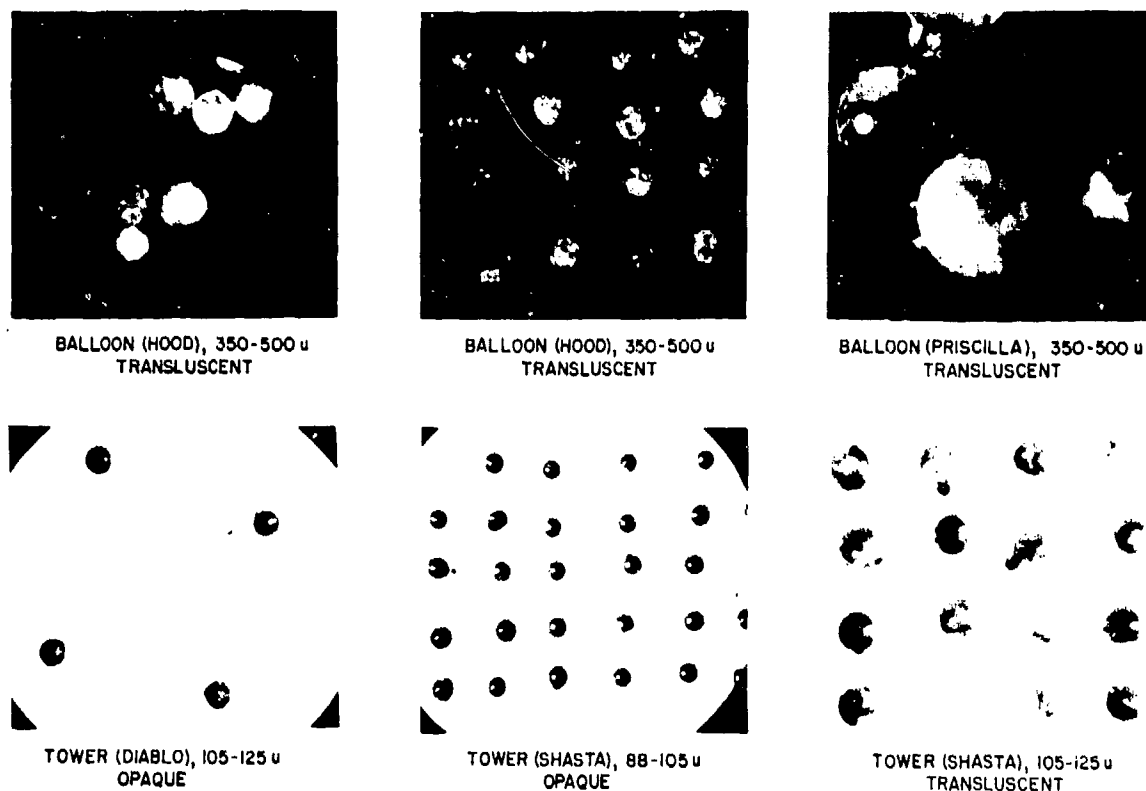 BALLOON (HOOD), 350-500 u
TRANSLUSCENT
BALLOON (HOOD), 350-500 u
TRANSLUSCENT
BALLOON (PRISCILLA), 350-500 u
TRANSLUSCENT
TOWER (DIABLO), 105-125 u
OPAQUE
TOWER (SHASTA), 88-105 u
OPAQUE
TOWER (SHASTA), 105-125 u
TRANSLUSCENT